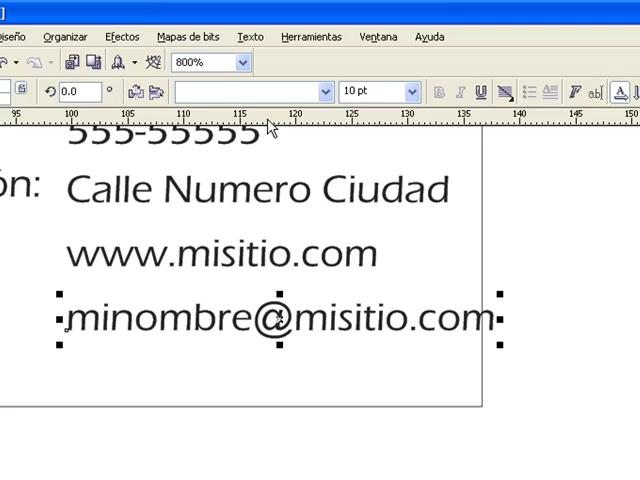 ]
iseño Organizar Efectos Mapas de bits Texto Herramientas Ventana Ayuda
800%
0.0 ° 10 pt B I U F ab| A
95 100 105 110 115 120 125 130 135 140 145 150
555-55555
ón: Calle Numero Ciudad
www.misitio.com
minombre@misitio.com